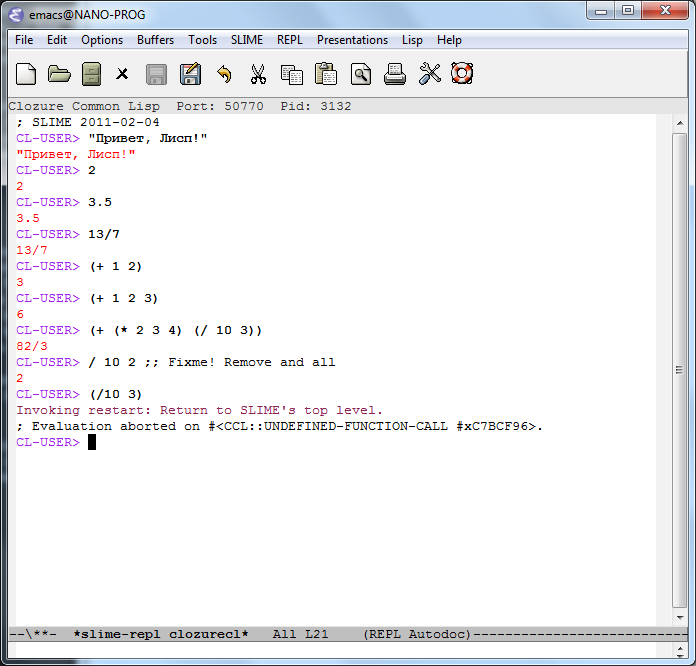 emacs@NANO-PROG
File Edit Options Buffers Tools SLIME REPL Presentations Lisp Help
Clozure Common Lisp  Port: 50770  Pid: 3132
; SLIME 2011-02-04
CL-USER> "Привет, Лисп!"
"Привет, Лисп!"
CL-USER> 2
2
CL-USER> 3.5
3.5
CL-USER> 13/7
13/7
CL-USER> (+ 1 2)
3
CL-USER> (+ 1 2 3)
6
CL-USER> (+ (* 2 3 4) (/ 10 3))
82/3
CL-USER> / 10 2 ;; Fixme! Remove and all
2
CL-USER> (/10 3)
Invoking restart: Return to SLIME's top level.
; Evaluation aborted on #<CCL::UNDEFINED-FUNCTION-CALL #xC7BCF96>.
CL-USER>
--\**-  *slime-repl clozurecl*   All L21    (REPL Autodoc)---------------------------